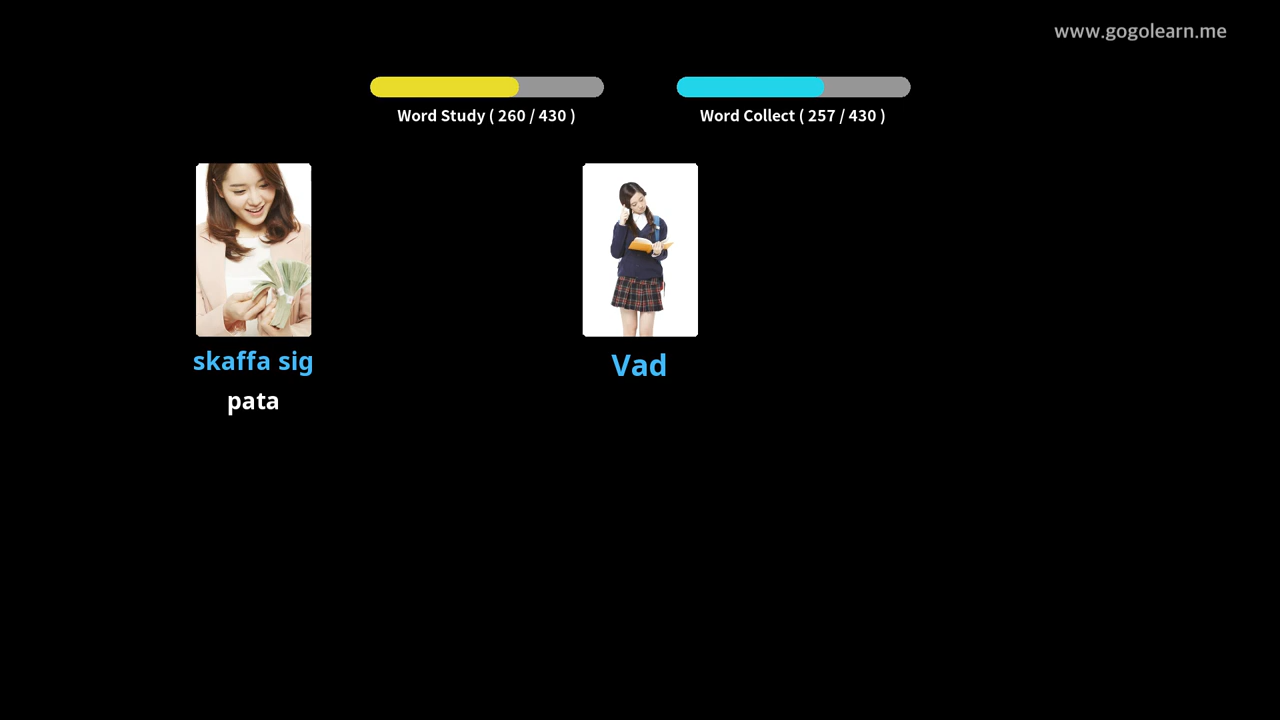 www.gogolearn.me
Word Study ( 260 / 430 )
Word Collect ( 257 / 430 )
skaffa sig
pata
Vad